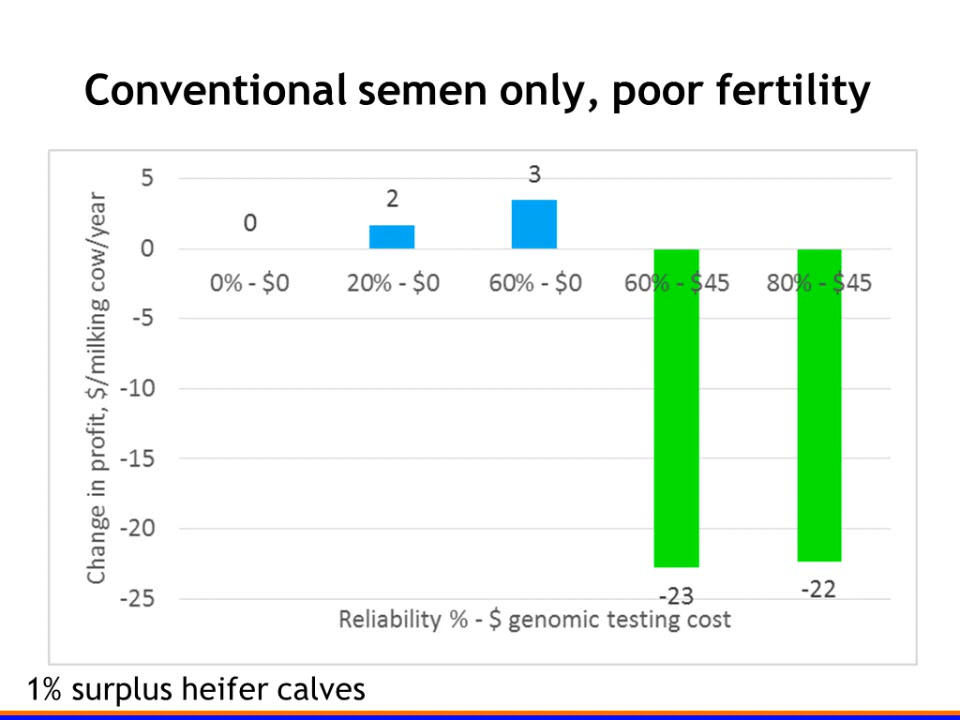 Conventional semen only, poor fertility
Change in profit, $/milking cow/year
5
0
-5
-10
-15
-20
-25
0
2
3
0% - $0
20% - $0
60% - $0
60% - $45
80% - $45
-23
-22
Reliability % - $ genomic testing cost
1% surplus heifer calves